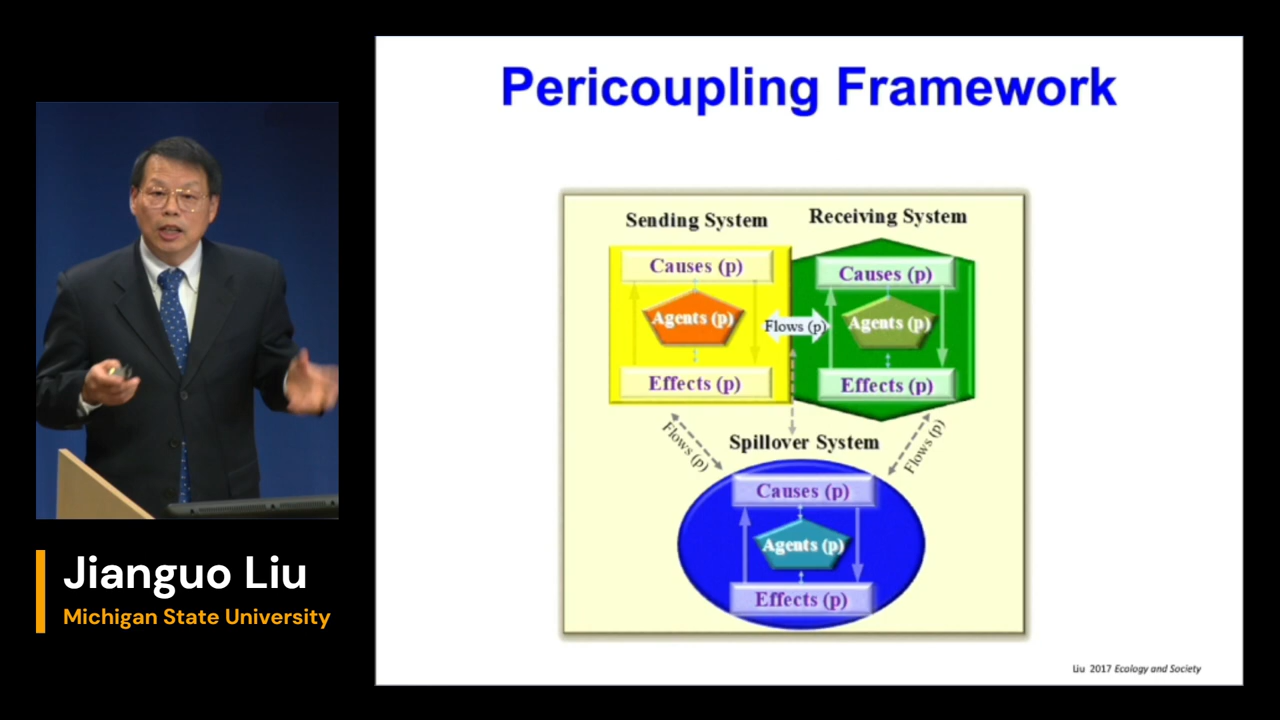 Pericoupling Framework
Sending System
Receiving System
Causes (p)
Agents (p)
Effects (p)
Flows (p)
Causes (p)
Agents (p)
Effects (p)
Flows (p)
Flows (p)
Spillover System
Causes (p)
Agents (p)
Effects (p)
Liu 2017 Ecology and Society
Jianguo Liu
Michigan State University